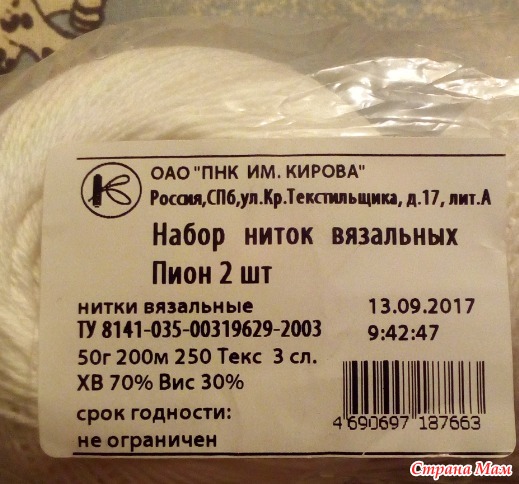 ОАО "ПНК ИМ. КИРОВА"
Россия,СПб,ул.Кр.Текстильщика, д.17, лит.А
Набор ниток вязальных
Пион 2 шт
нитки вязальные 13.09.2017
ТУ 8141-035-00319629-2003 9:42:47
50г 200м 250 Текс 3 сл.
ХВ 70% Вис 30%
срок годности:
не ограничен
4 690697 187663
Страна Мам